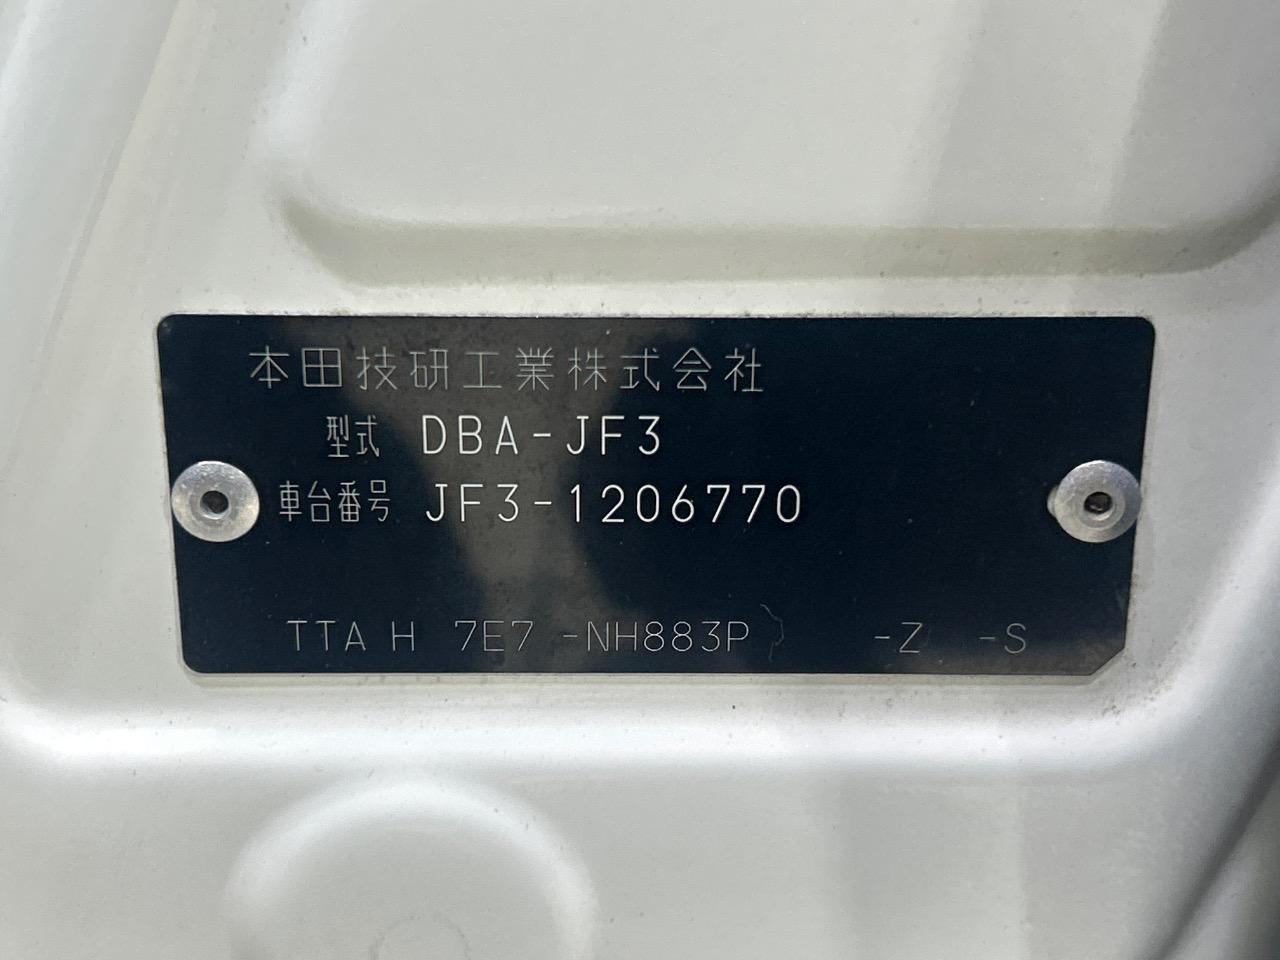 本田技研工業株式会社
型式 DBA-JF3
車台番号 JF3-1206770
TTA H 7E7 -NH883P -Z -S